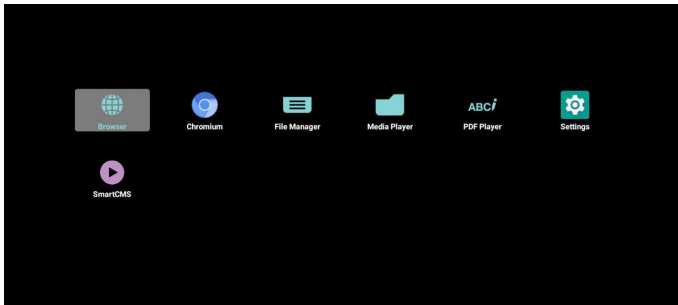 Browser
Chromium
File Manager
Media Player
ABCi
PDF Player
Settings
SmartCMS